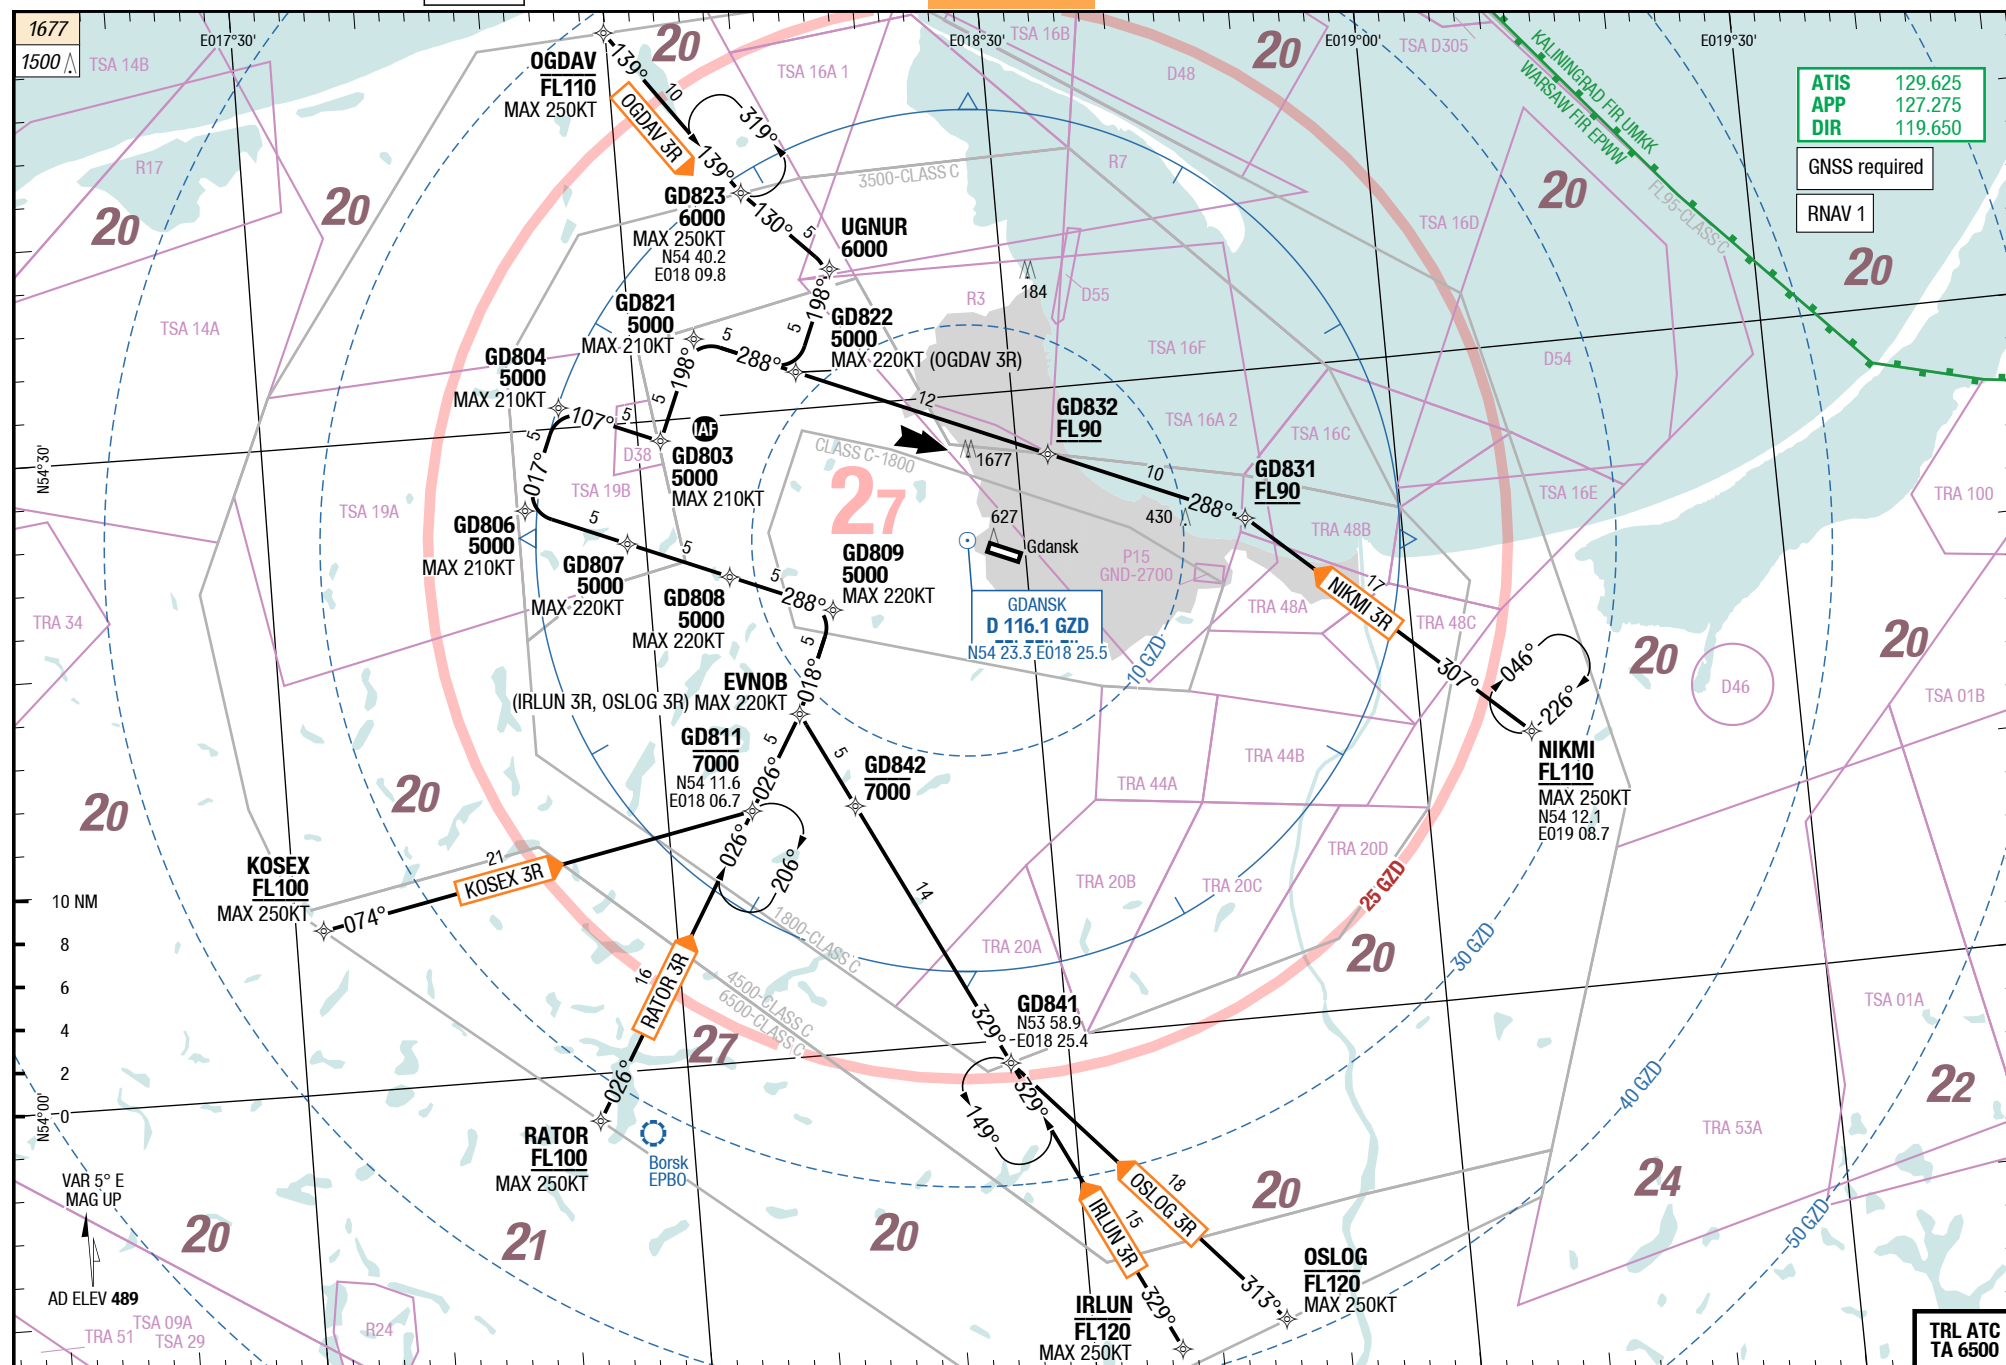 1677
1500
E017°30'
E018°30'
E019°00'
E019°30'
TSA 14B
OGDAV
FL110
MAX 250KT
139°
10
OGDAV 3R
319°
139°
20
TSA 16A 1
TSA 16B
D48
20
TSA D305
KALININGRAD FIR UMKK
WARSAW FIR EPWW
FL95-CLASS C
ATIS 129.625
APP 127.275
DIR 119.650
GNSS required
RNAV 1
R17
20
20
3500-CLASS C
R7
20
TSA 16D
20
GD823
6000
MAX 250KT
N54 40.2
E018 09.8
130°
5
UGNUR
6000
198°
5
184
R3
D55
TSA 14A
GD821
5000
MAX 210KT
5
288°
GD822
5000
MAX 220KT (OGDAV 3R)
TSA 16F
D54
GD804
5000
MAX 210KT
198°
5
12
107°
5
IAF
GD832
FL90
TSA 16A 2
TSA 16C
N54°30'
5
017°
D38
GD803
5000
MAX 210KT
CLASS C-1800
27
1677
10
GD831
FL90
288°
TSA 16E
TRA 100
TSA 19A
TSA 19B
GD806
5000
MAX 210KT
5
627
430
TRA 48B
GD807
5000
MAX 220KT
5
GD808
5000
MAX 220KT
5
288°
GD809
5000
MAX 220KT
Gdansk
P15
GND-2700
17
NIKMI 3R
TRA 34
GDANSK
D 116.1 GZD
N54 23.3 E018 25.5
10 GZD
TRA 48A
TRA 48C
20
20
D46
TSA 01B
307°
046°
226°
5
018°
EVNOB
(IRLUN 3R, OSLOG 3R) MAX 220KT
GD811
7000
N54 11.6
E018 06.7
5
026°
5
GD842
7000
TRA 44A
TRA 44B
NIKMI
FL110
MAX 250KT
N54 12.1
E019 08.7
20
20
026°
206°
KOSEX
FL100
MAX 250KT
21
KOSEX 3R
074°
14
TRA 20B
TRA 20C
TRA 20D
25 GZD
10 NM
8
6
4
2
0
1800-CLASS C
TRA 20A
20
30 GZD
16
RATOR 3R
4500-CLASS C
6500-CLASS C
27
GD841
N53 58.9
E018 25.4
329°
TSA 01A
026°
329°
149°
40 GZD
22
N54°00'
RATOR
FL100
MAX 250KT
Borsk
EPBO
TRA 53A
VAR 5° E
MAG UP
18
OSLOG 3R
15
IRLUN 3R
20
24
50 GZD
20
21
20
AD ELEV 489
313°
OSLOG
FL120
MAX 250KT
329°
IRLUN
FL120
MAX 250KT
TSA 09A
TRA 51
TSA 29
R24
TRL ATC
TA 6500